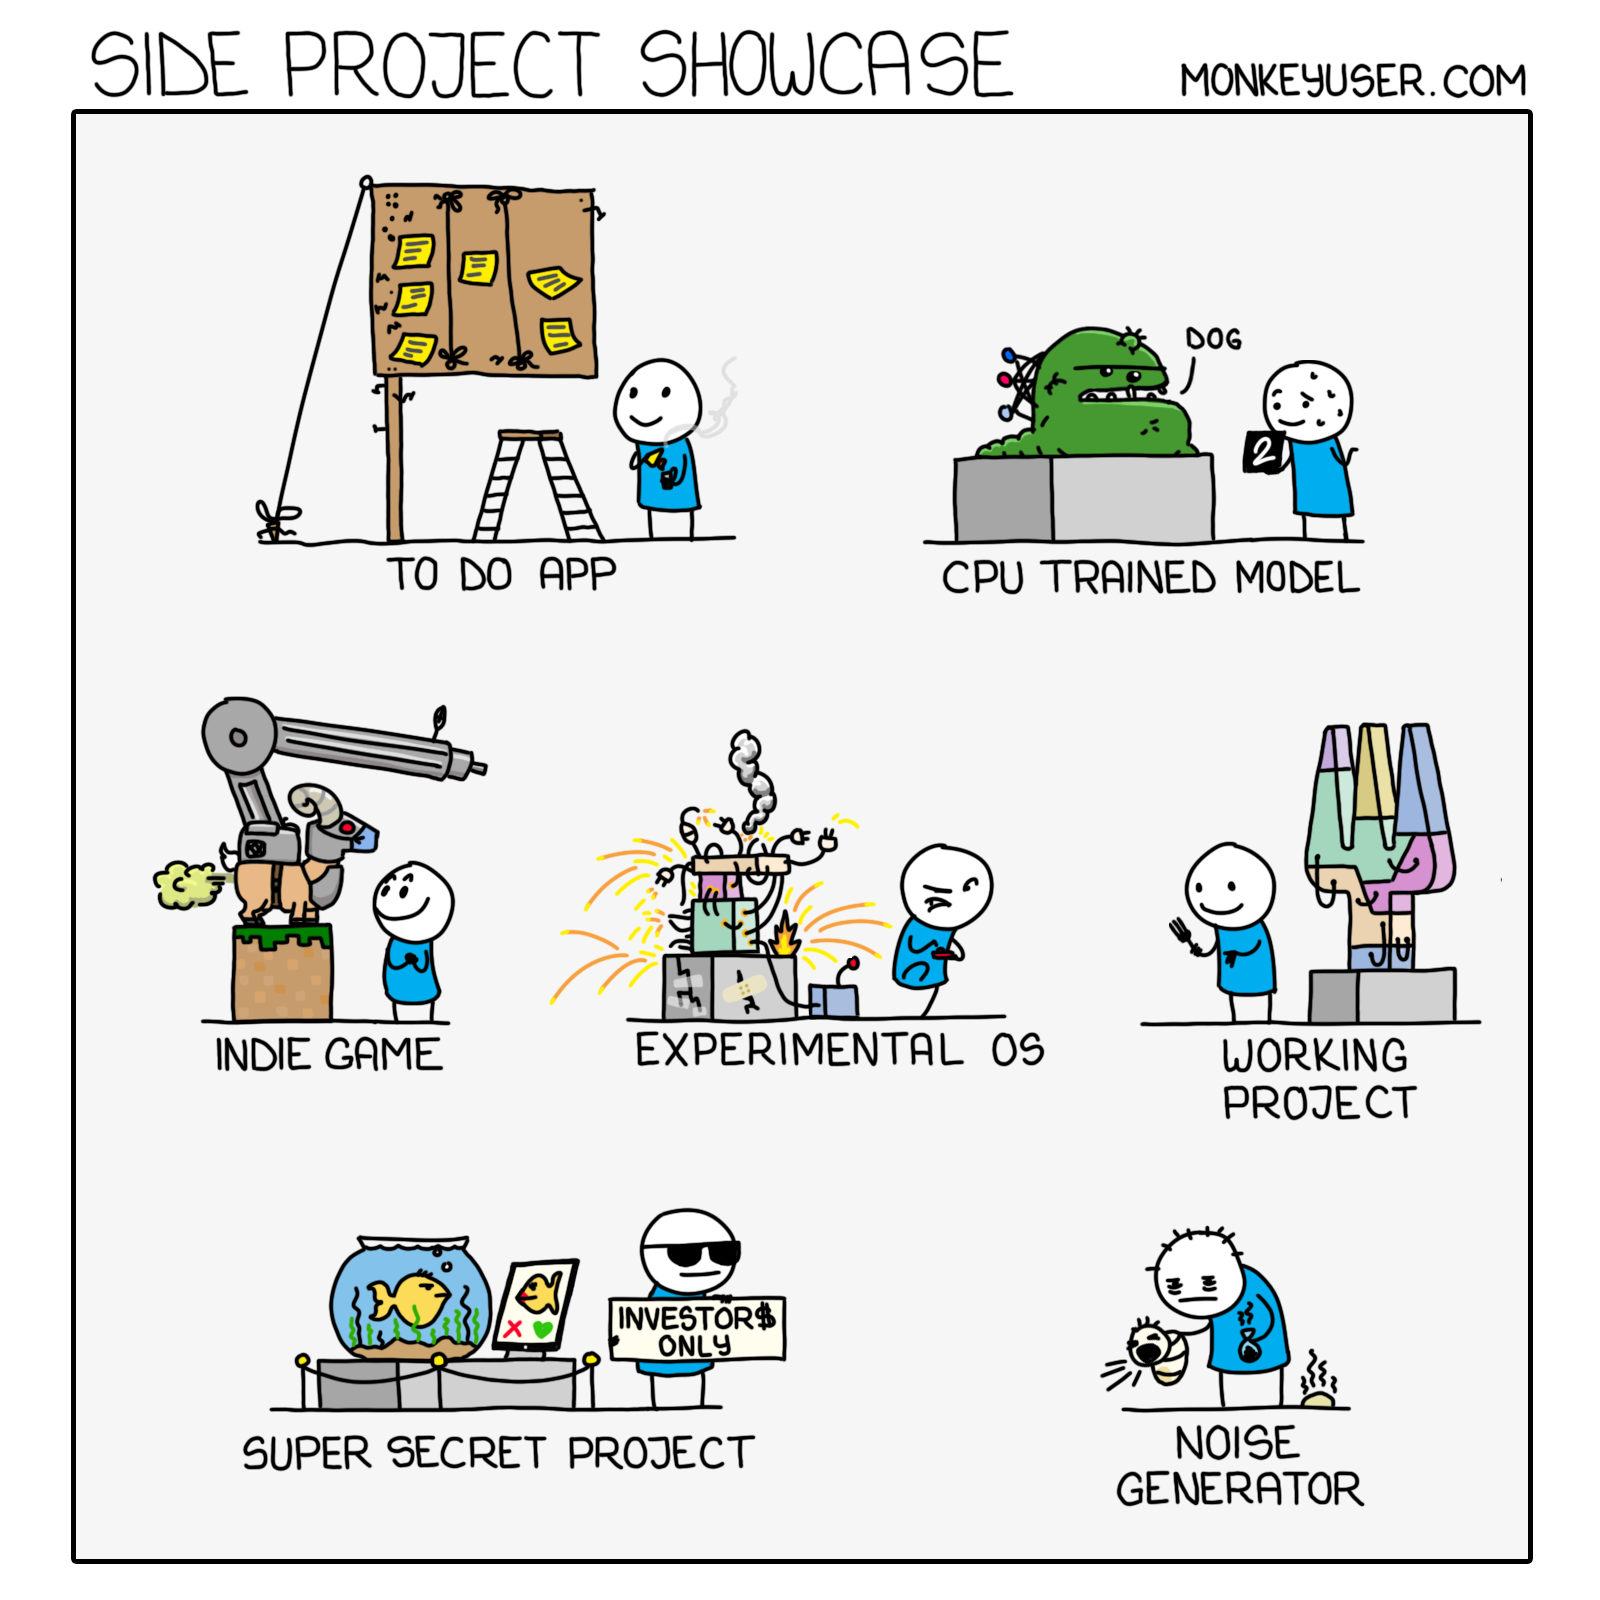 SIDE PROJECT SHOWCASE
MONKEYUSER.COM
TO DO APP
DOG
2
CPU TRAINED MODEL
INDIE GAME
EXPERIMENTAL OS
WORKING
PROJECT
INVESTOR$
ONLY
SUPER SECRET PROJECT
NOISE
GENERATOR